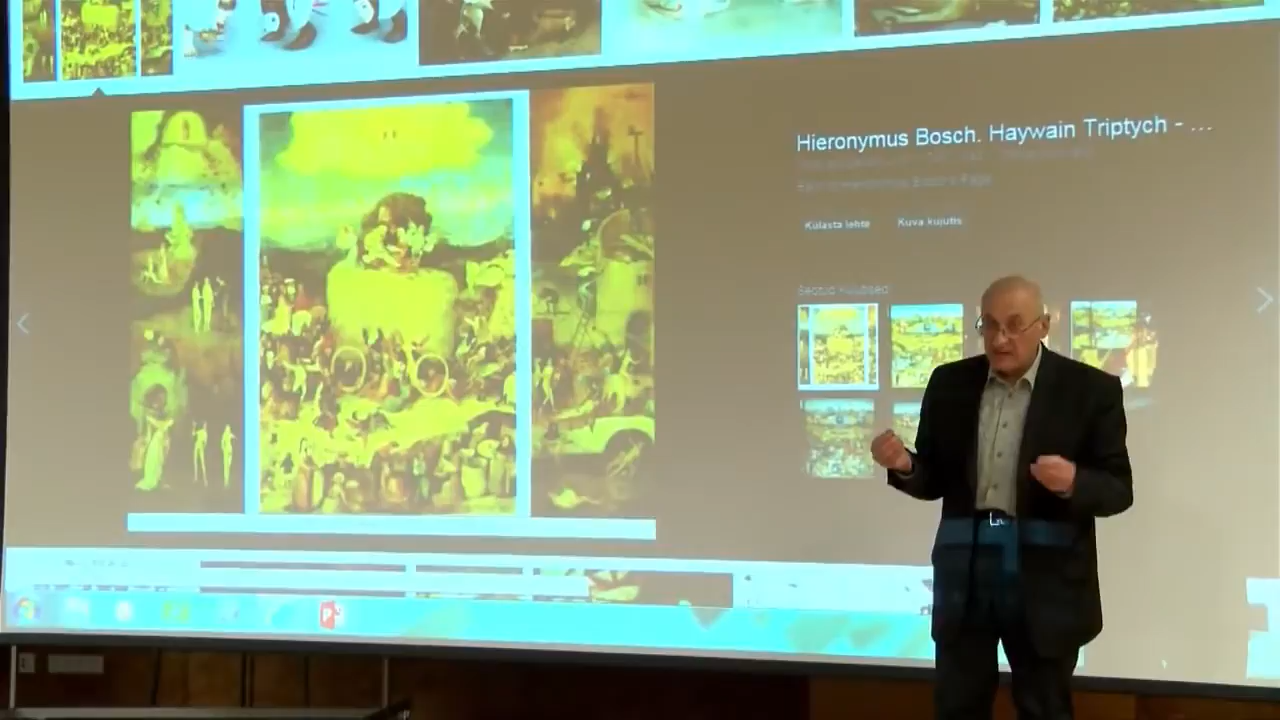 Hieronymus Bosch. Haywain Triptych - ...
Külasta lehte Kuva kujutis
Seotud kujutised